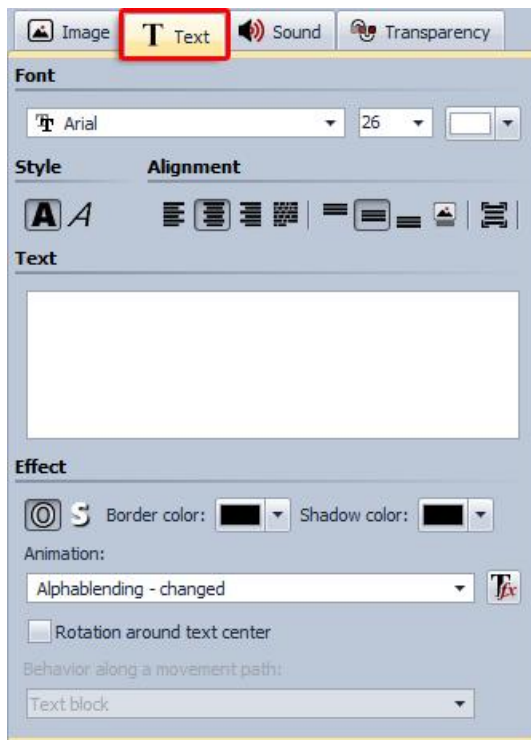 Image Text Sound Transparency
Font
Arial 26
Style Alignment
A A
Text
Effect
O S Border color: Shadow color:
Animation:
Alphablending - changed Tfx
Rotation around text center
Behavior along a movement path:
Text block